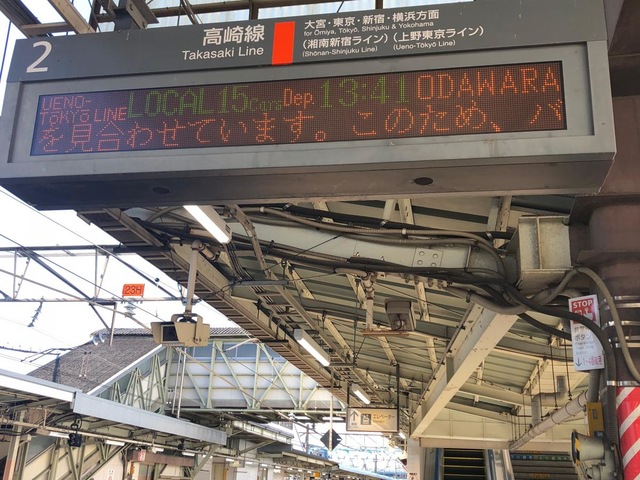 2
高崎線
Takasaki Line
大宮・東京・新宿・横浜方面
for Ōmiya, Tōkyō, Shinjuku & Yokohama
(湘南新宿ライン)(上野東京ライン)
(Shōnan-Shinjuku Line) (Ueno-Tōkyō Line)
UENO-TōKYō LINE LOCAL 15Cars Dep. 13:41 ODAWARA
を見合わせています。このため、バ
23H
STOP